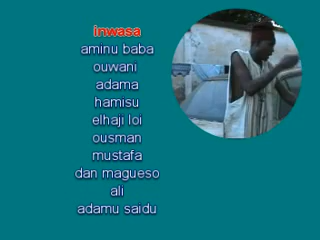 inwasa
aminu baba
ouwani
adama
hamisu
elhaji loi
ousman
mustafa
dan magueso
ali
adamu saidu